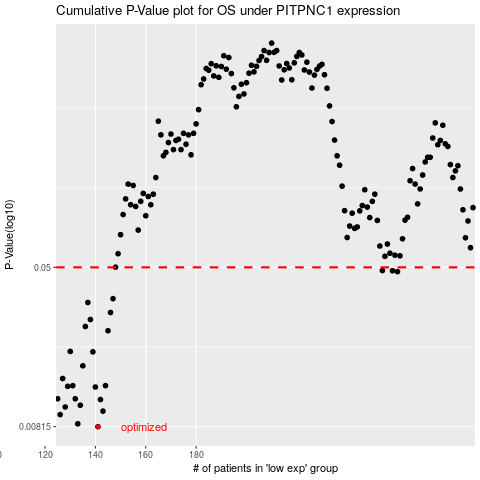 Cumulative P-Value plot for OS under PITPNC1 expression
P-Value(log10)
0.05
0.00815
optimized
0 120 140 160 180
# of patients in 'low exp' group